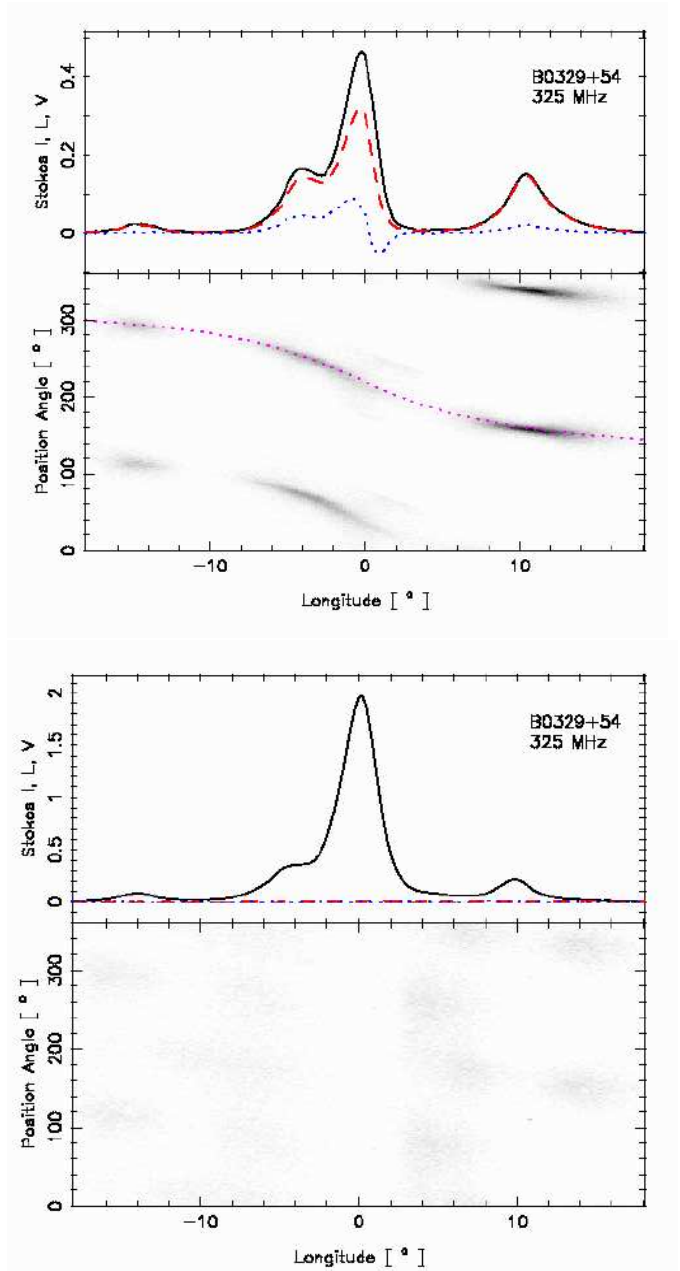 B0329+54
325 MHz
Stokes I, L, V
0.4
0.2
0
Position Angle [ ° ]
300
200
100
0
−10
0
10
Longitude [ ° ]
B0329+54
325 MHz
Stokes I, L, V
2
1.5
1
0.5
0
Position Angle [ ° ]
300
200
100
0
−10
0
10
Longitude [ ° ]